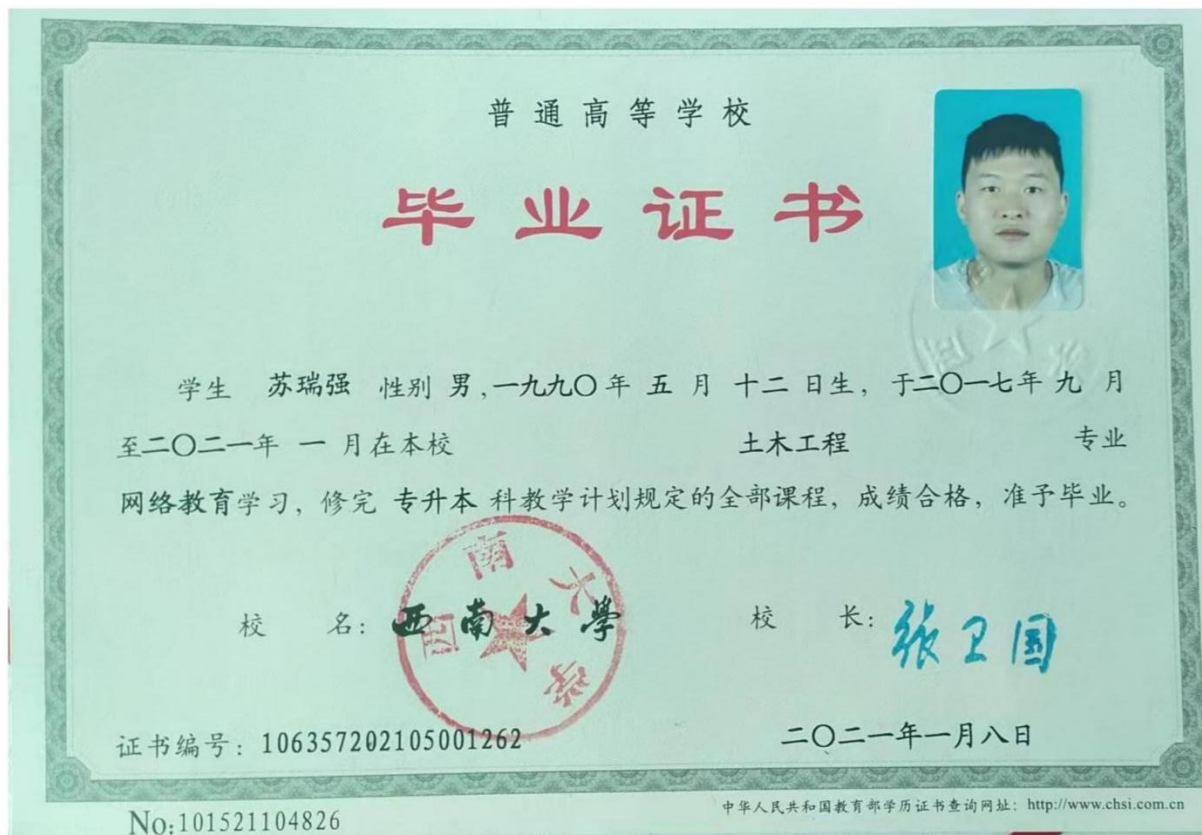 普通高等学校
毕业证书
学生 苏瑞强 性别 男,一九九〇年 五 月 十二 日生, 于二〇一七年 九 月
至二〇二一年 一 月在本校 土木工程 专业
网络教育学习, 修完 专升本 科教学计划规定的全部课程, 成绩合格, 准予毕业。
校 名: 西南大學
西南大学
校 长: 张卫国
证书编号: 106357202105001262
二〇二一年一月八日
No:101521104826
中华人民共和国教育部学历证书查询网址: http://www.chsi.com.cn